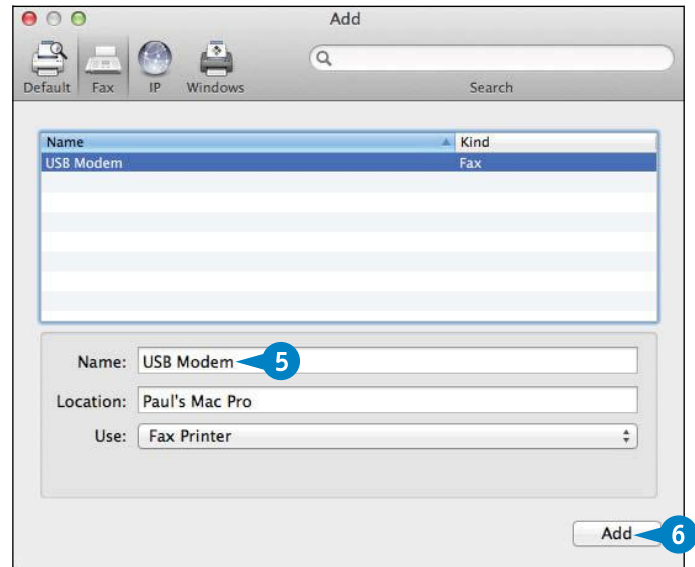 Add
Default Fax IP Windows Search
Name Kind
USB Modem Fax
Name: USB Modem 5
Location: Paul's Mac Pro
Use: Fax Printer
Add 6